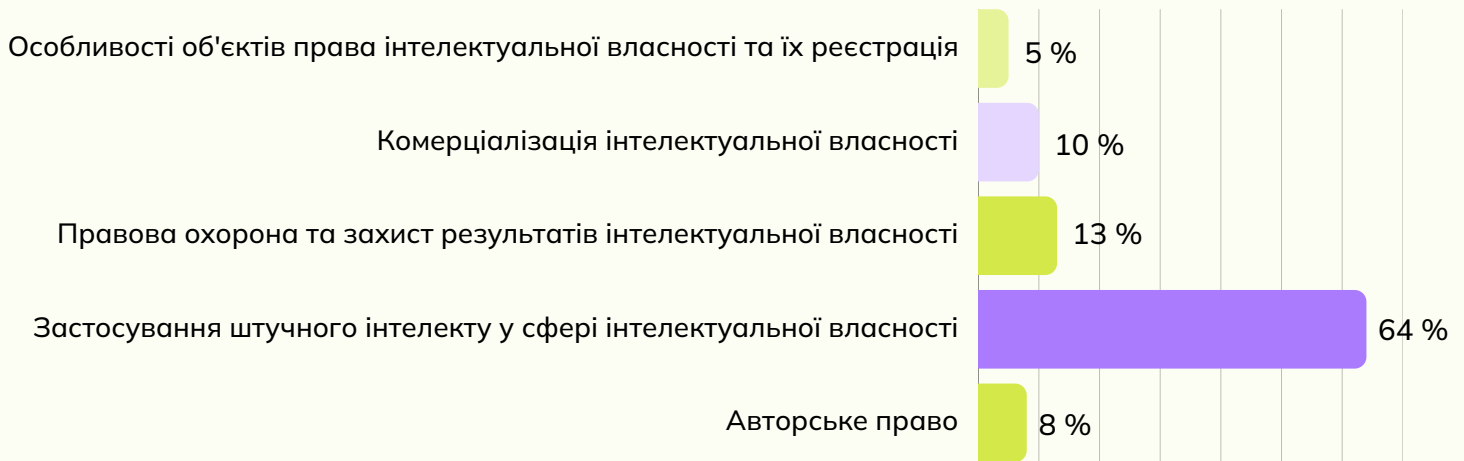 Особливості об'єктів права інтелектуальної власності та їх реєстрація
5 %
Комерціалізація інтелектуальної власності
10 %
Правова охорона та захист результатів інтелектуальної власності
13 %
Застосування штучного інтелекту у сфері інтелектуальної власності
64 %
Авторське право
8 %